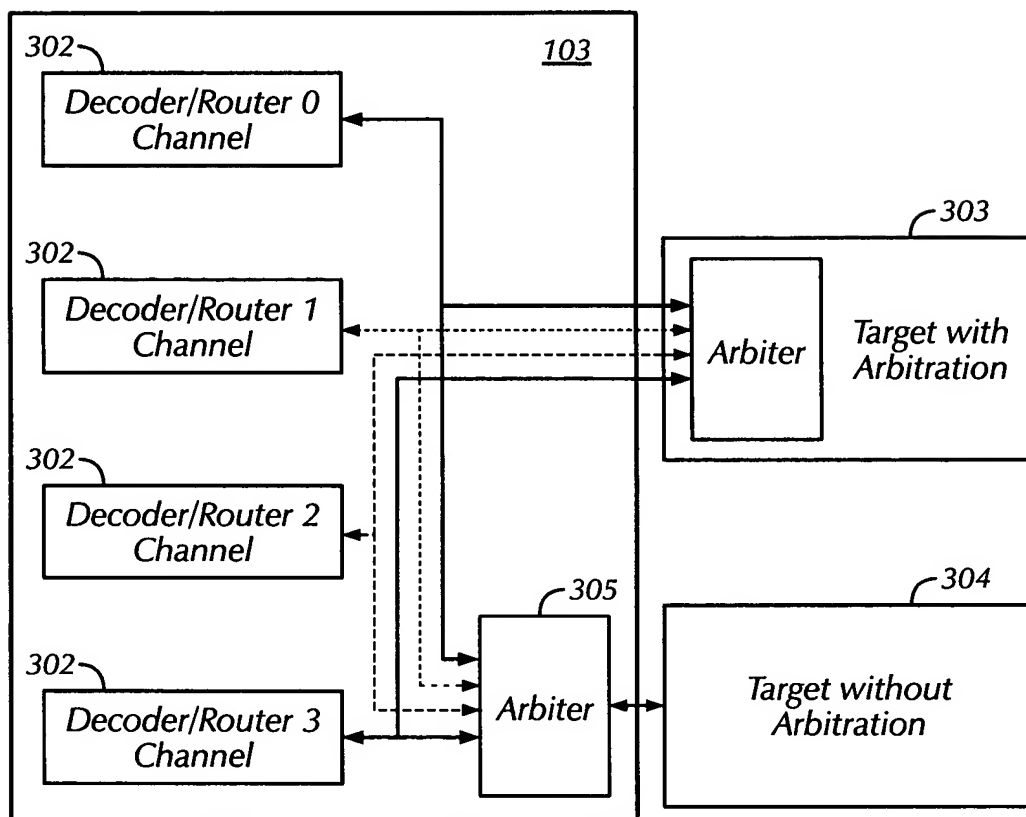 302
103
Decoder/Router 0
Channel
302
Decoder/Router 1
Channel
303
Arbiter
Target with
Arbitration
302
Decoder/Router 2
Channel
305
304
302
Decoder/Router 3
Channel
Arbiter
Target without
Arbitration